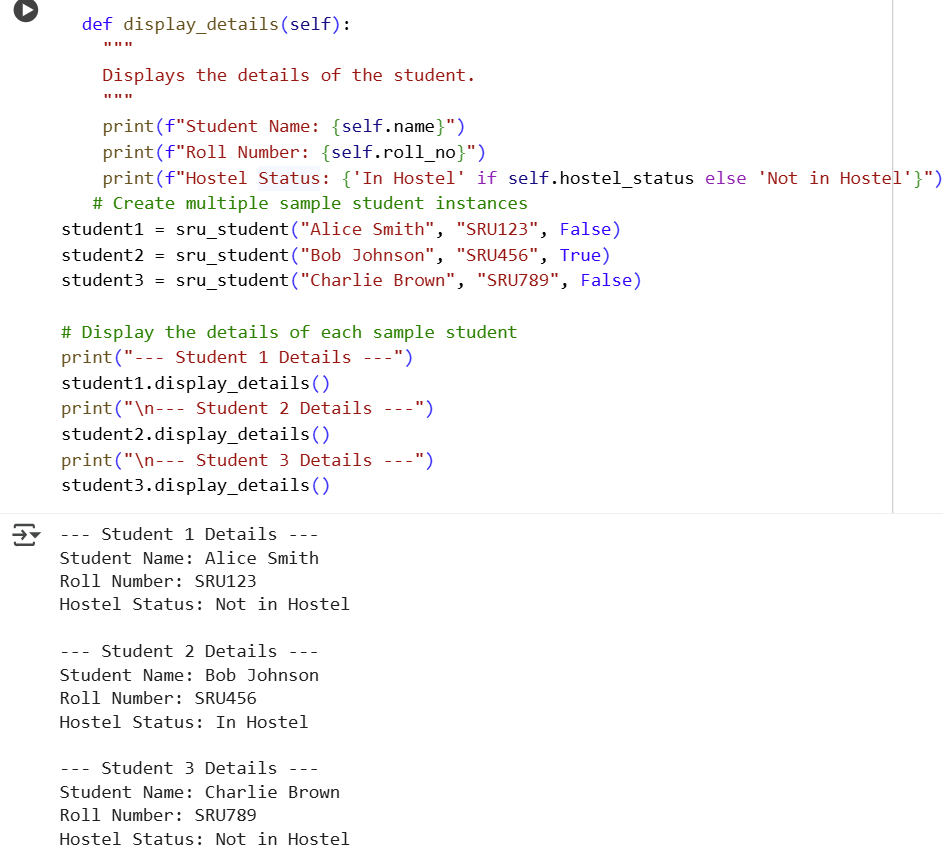 def display_details(self):
"""
Displays the details of the student.
"""
print(f"Student Name: {self.name}")
print(f"Roll Number: {self.roll_no}")
print(f"Hostel Status: {'In Hostel' if self.hostel_status else 'Not in Hostel'}")
# Create multiple sample student instances
student1 = sru_student("Alice Smith", "SRU123", False)
student2 = sru_student("Bob Johnson", "SRU456", True)
student3 = sru_student("Charlie Brown", "SRU789", False)
# Display the details of each sample student
print("--- Student 1 Details ---")
student1.display_details()
print("\n--- Student 2 Details ---")
student2.display_details()
print("\n--- Student 3 Details ---")
student3.display_details()
--- Student 1 Details ---
Student Name: Alice Smith
Roll Number: SRU123
Hostel Status: Not in Hostel
--- Student 2 Details ---
Student Name: Bob Johnson
Roll Number: SRU456
Hostel Status: In Hostel
--- Student 3 Details ---
Student Name: Charlie Brown
Roll Number: SRU789
Hostel Status: Not in Hostel